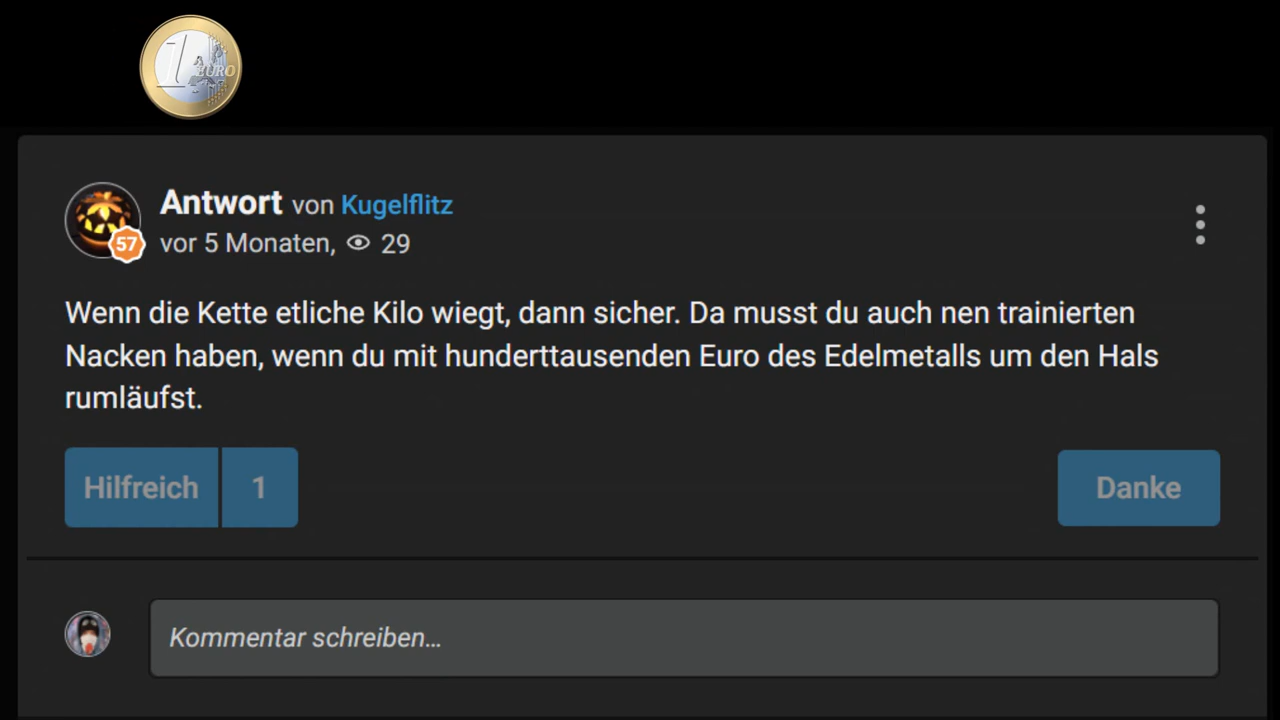 1
EURO
Antwort von Kugelflitz
57
vor 5 Monaten, 29
Wenn die Kette etliche Kilo wiegt, dann sicher. Da musst du auch nen trainierten
Nacken haben, wenn du mit hunderttausenden Euro des Edelmetalls um den Hals
rumläufst.
Hilfreich 1 Danke
Kommentar schreiben...